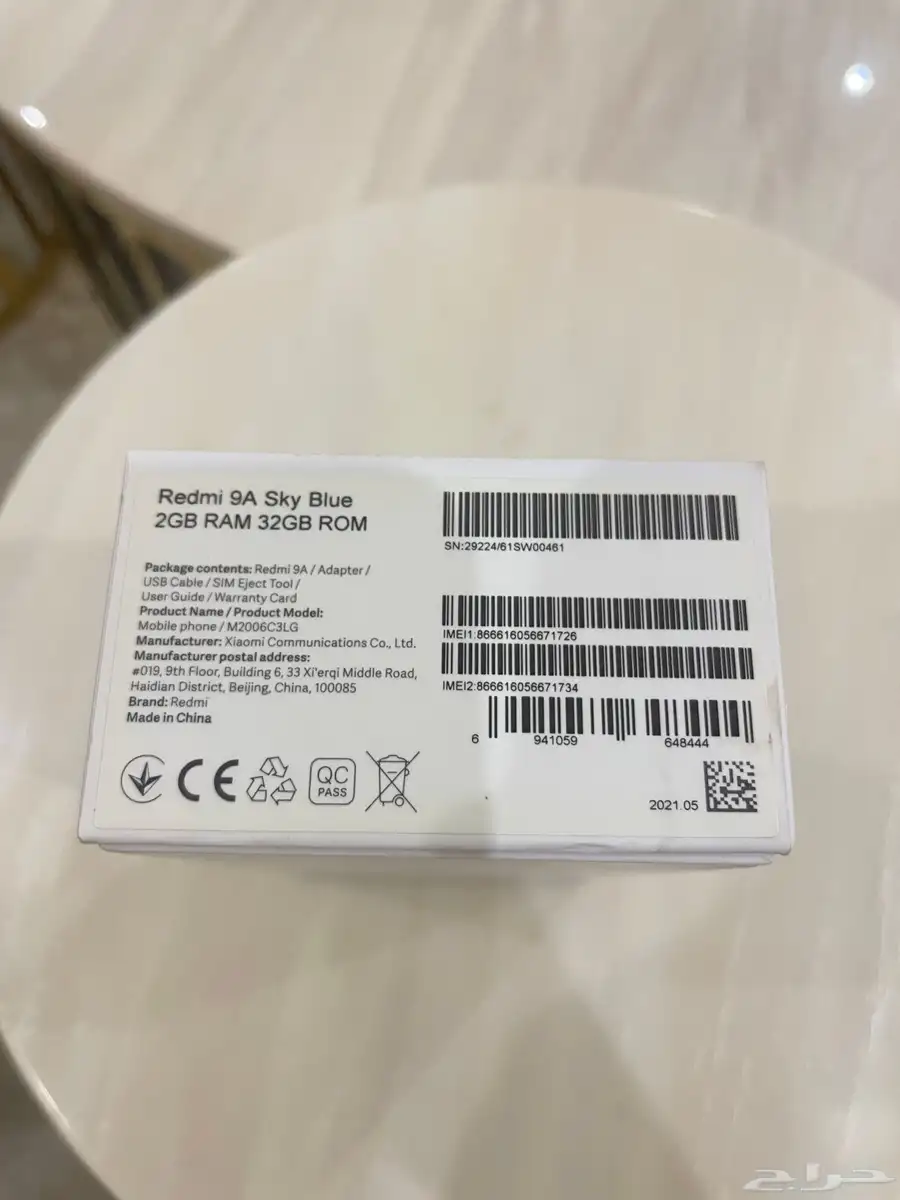 Redmi 9A Sky Blue
2GB RAM 32GB ROM
Package contents: Redmi 9A / Adapter /
USB Cable / SIM Eject Tool /
User Guide / Warranty Card
Product Name / Product Model:
Mobile phone / M2006C3LG
Manufacturer: Xiaomi Communications Co., Ltd.
Manufacturer postal address:
#019, 9th Floor, Building 6, 33 Xi'erqi Middle Road,
Haidian District, Beijing, China, 100085
Brand: Redmi
Made in China
CE
QC
PASS
SN:29224/61SW00461
IMEI1:866616056671726
IMEI2:866616056671734
6 941059 648444
2021.05
حراج